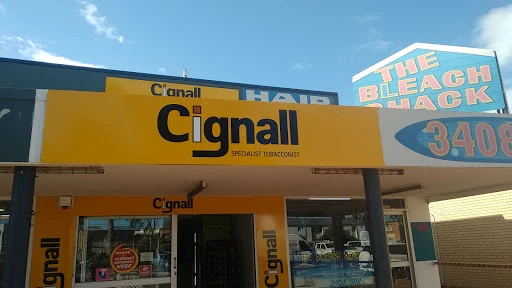 Cignall
HAIR
THE
BLEACH
SHACK
Cignall
SPECIALIST TOBACCONIST
3408
Cignall
Cignall
Cignall